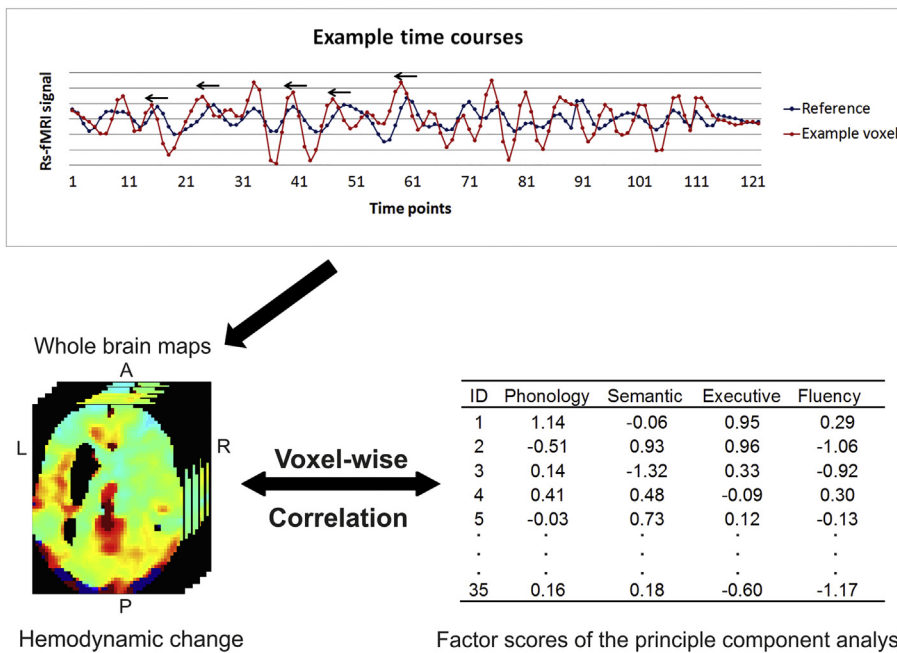 Example time courses
Rs-fMRI signal
Reference
Example voxel
1 11 21 31 41 51 61 71 81 91 101 111 121
Time points
Whole brain maps
A
L
R
P
Hemodynamic change
Voxel-wise
Correlation
ID Phonology Semantic Executive Fluency
1 1.14 -0.06 0.95 0.29
2 -0.51 0.93 0.96 -1.06
3 0.14 -1.32 0.33 -0.92
4 0.41 0.48 -0.09 0.30
5 -0.03 0.73 0.12 -0.13
. . . . .
. . . . .
. . . . .
35 0.16 0.18 -0.60 -1.17
Factor scores of the principle component analys